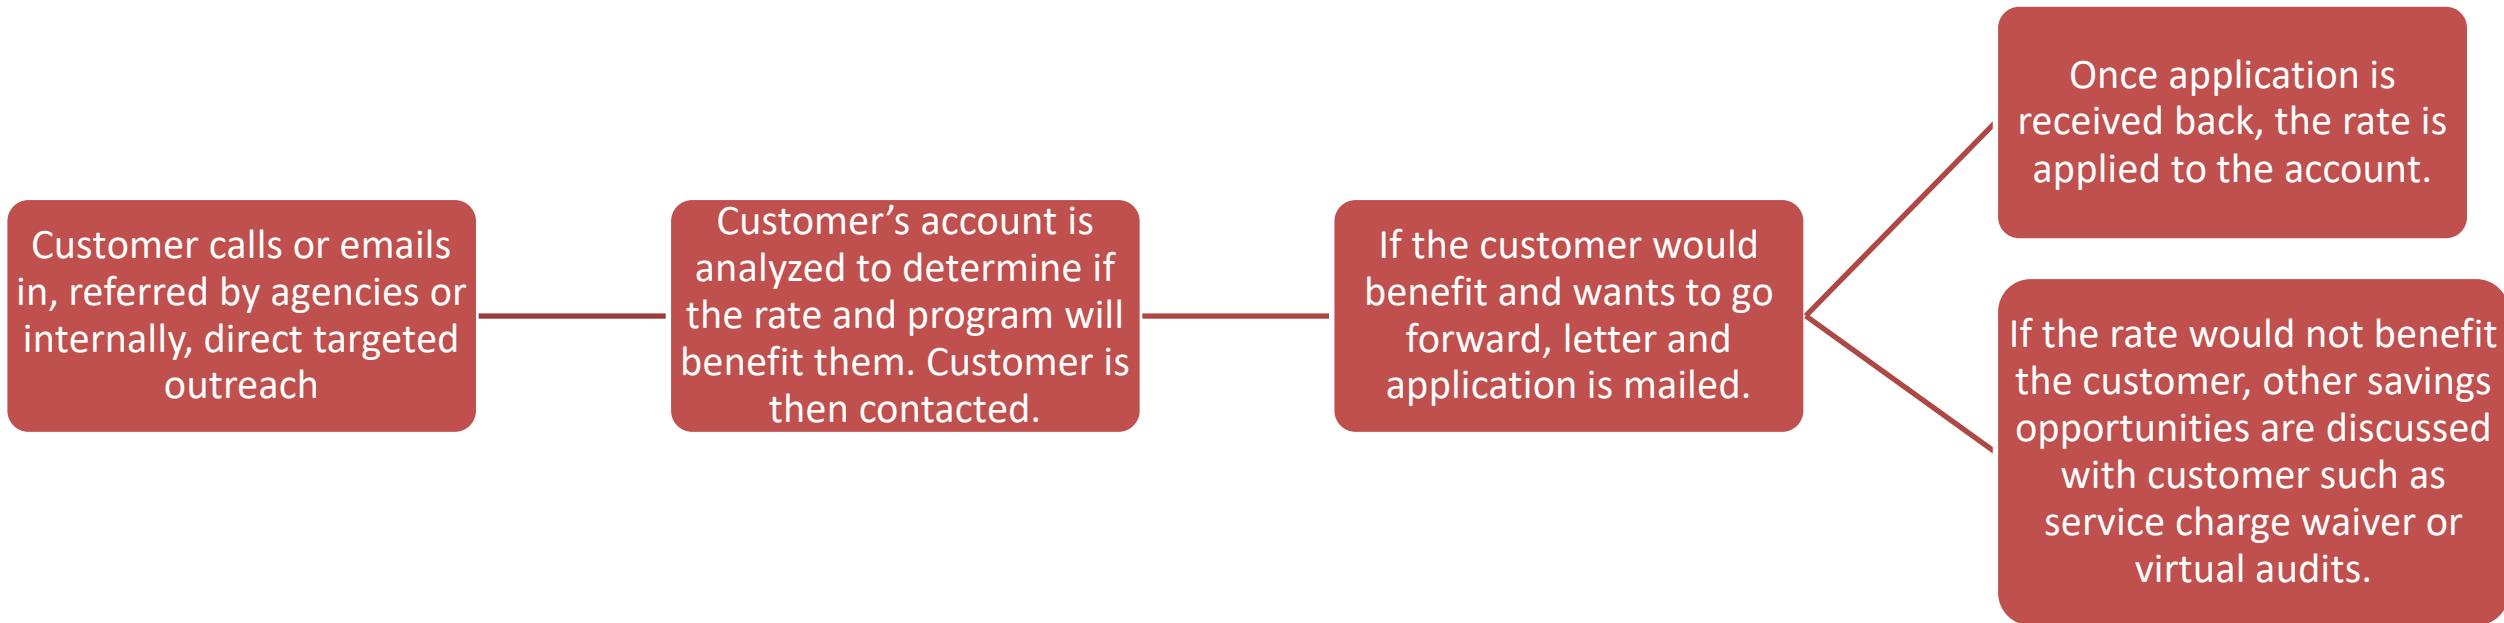 Customer calls or emails
in, referred by agencies or
internally, direct targeted
outreach
Customer’s account is
analyzed to determine if
the rate and program will
benefit them. Customer is
then contacted.
If the customer would
benefit and wants to go
forward, letter and
application is mailed.
Once application is
received back, the rate is
applied to the account.
If the rate would not benefit
the customer, other savings
opportunities are discussed
with customer such as
service charge waiver or
virtual audits.